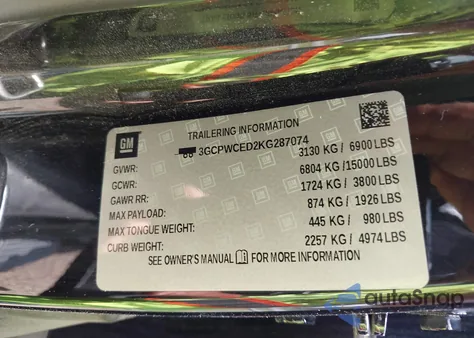 GM
TRAILERING INFORMATION
3GCPWCED2KG287074
GVWR: 3130 KG / 6900 LBS
GCWR: 6804 KG /15000 LBS
GAWR RR: 1724 KG / 3800 LBS
MAX PAYLOAD: 874 KG / 1926 LBS
MAX TONGUE WEIGHT: 445 KG / 980 LBS
CURB WEIGHT: 2257 KG / 4974 LBS
SEE OWNER'S MANUAL FOR MORE INFORMATION
autoSnap